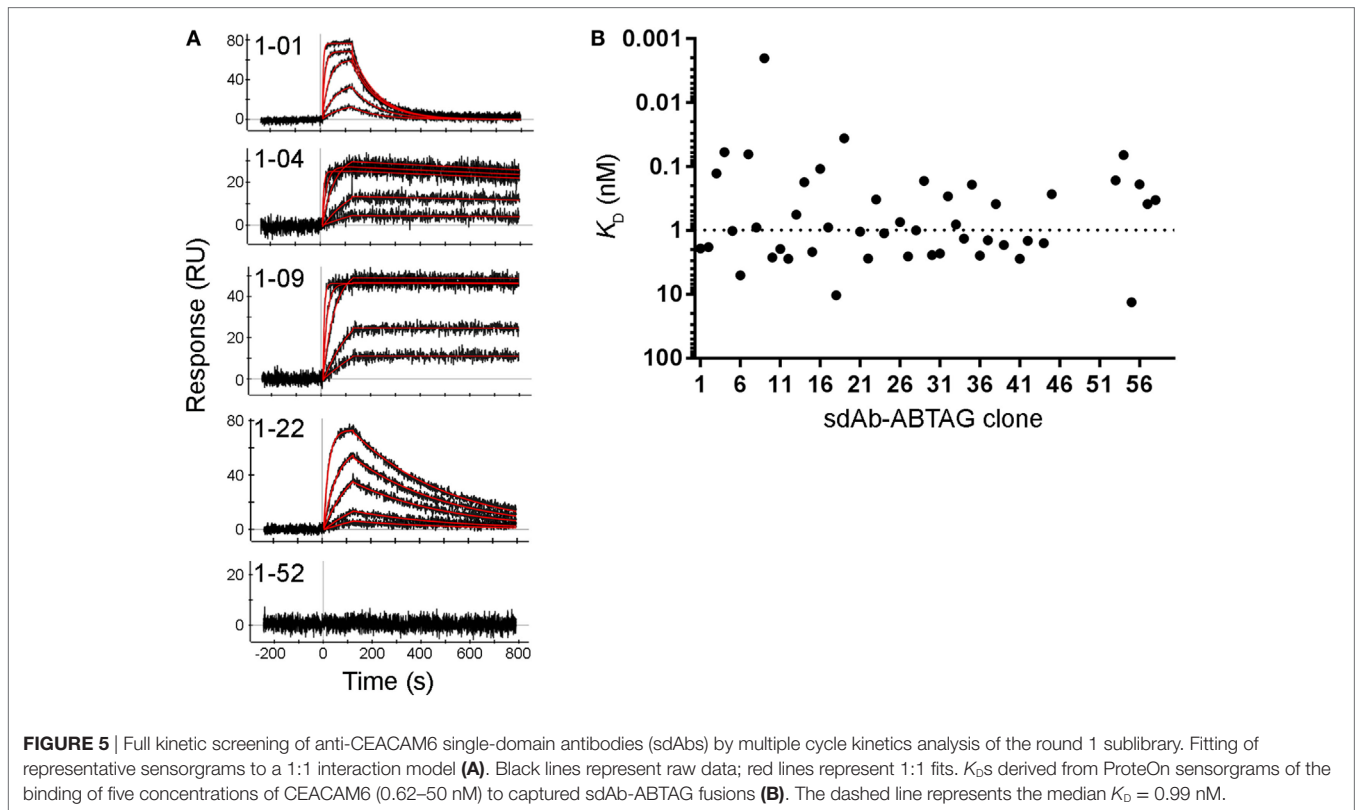 A
B
80
1-01
40
0
1-04
20
0
1-09
40
20
0
80
1-22
40
0
20
1-52
0
-200 0 200 400 600 800
Time (s)
Response (RU)
0.001
0.01
0.1
1
10
100
KD (nM)
1 6 11 16 21 26 31 36 41 46 51 56
sdAb-ABTAG clone
FIGURE 5 | Full kinetic screening of anti-CEACAM6 single-domain antibodies (sdAbs) by multiple cycle kinetics analysis of the round 1 sublibrary. Fitting of
representative sensorgrams to a 1:1 interaction model (A). Black lines represent raw data; red lines represent 1:1 fits. KDs derived from ProteOn sensorgrams of the
binding of five concentrations of CEACAM6 (0.62–50 nM) to captured sdAb-ABTAG fusions (B). The dashed line represents the median KD = 0.99 nM.